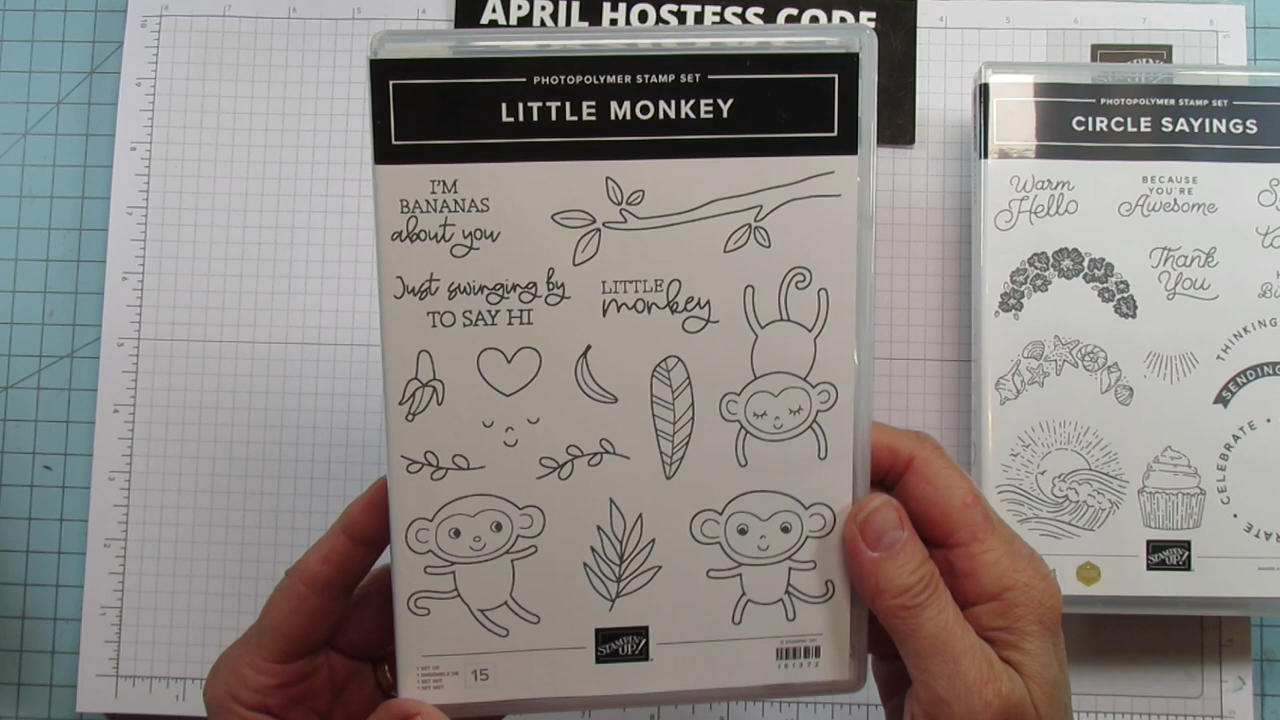 APRIL HOSTESS CODE
PHOTOPOLYMER STAMP SET
LITTLE MONKEY
I'M
BANANAS
about you
Just swinging by
TO SAY HI
LITTLE
monkey
STAMPIN' UP!
15
PHOTOPOLYMER STAMP SET
CIRCLE SAYINGS
Warm
Hello
BECAUSE
YOU'RE
Awesome
Thank
You
THINKING
SENDING
CELEBRATE
STAMPIN' UP!